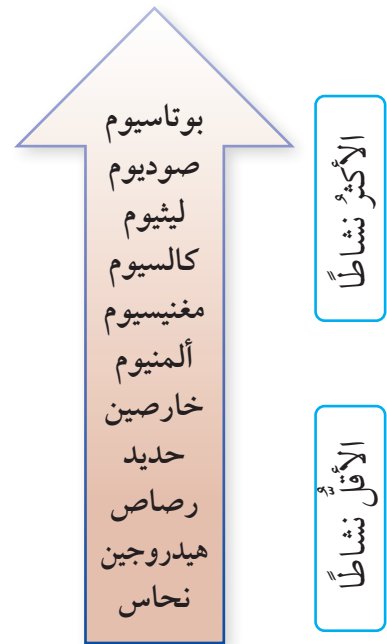 بوتاسيوم
صوديوم
ليثيوم
كالسيوم
مغنيسيوم
ألمنيوم
خارصين
حديد
رصاص
هيدروجين
نحاس
الأكثرُ نشاطًا
الأقلُّ نشاطًا